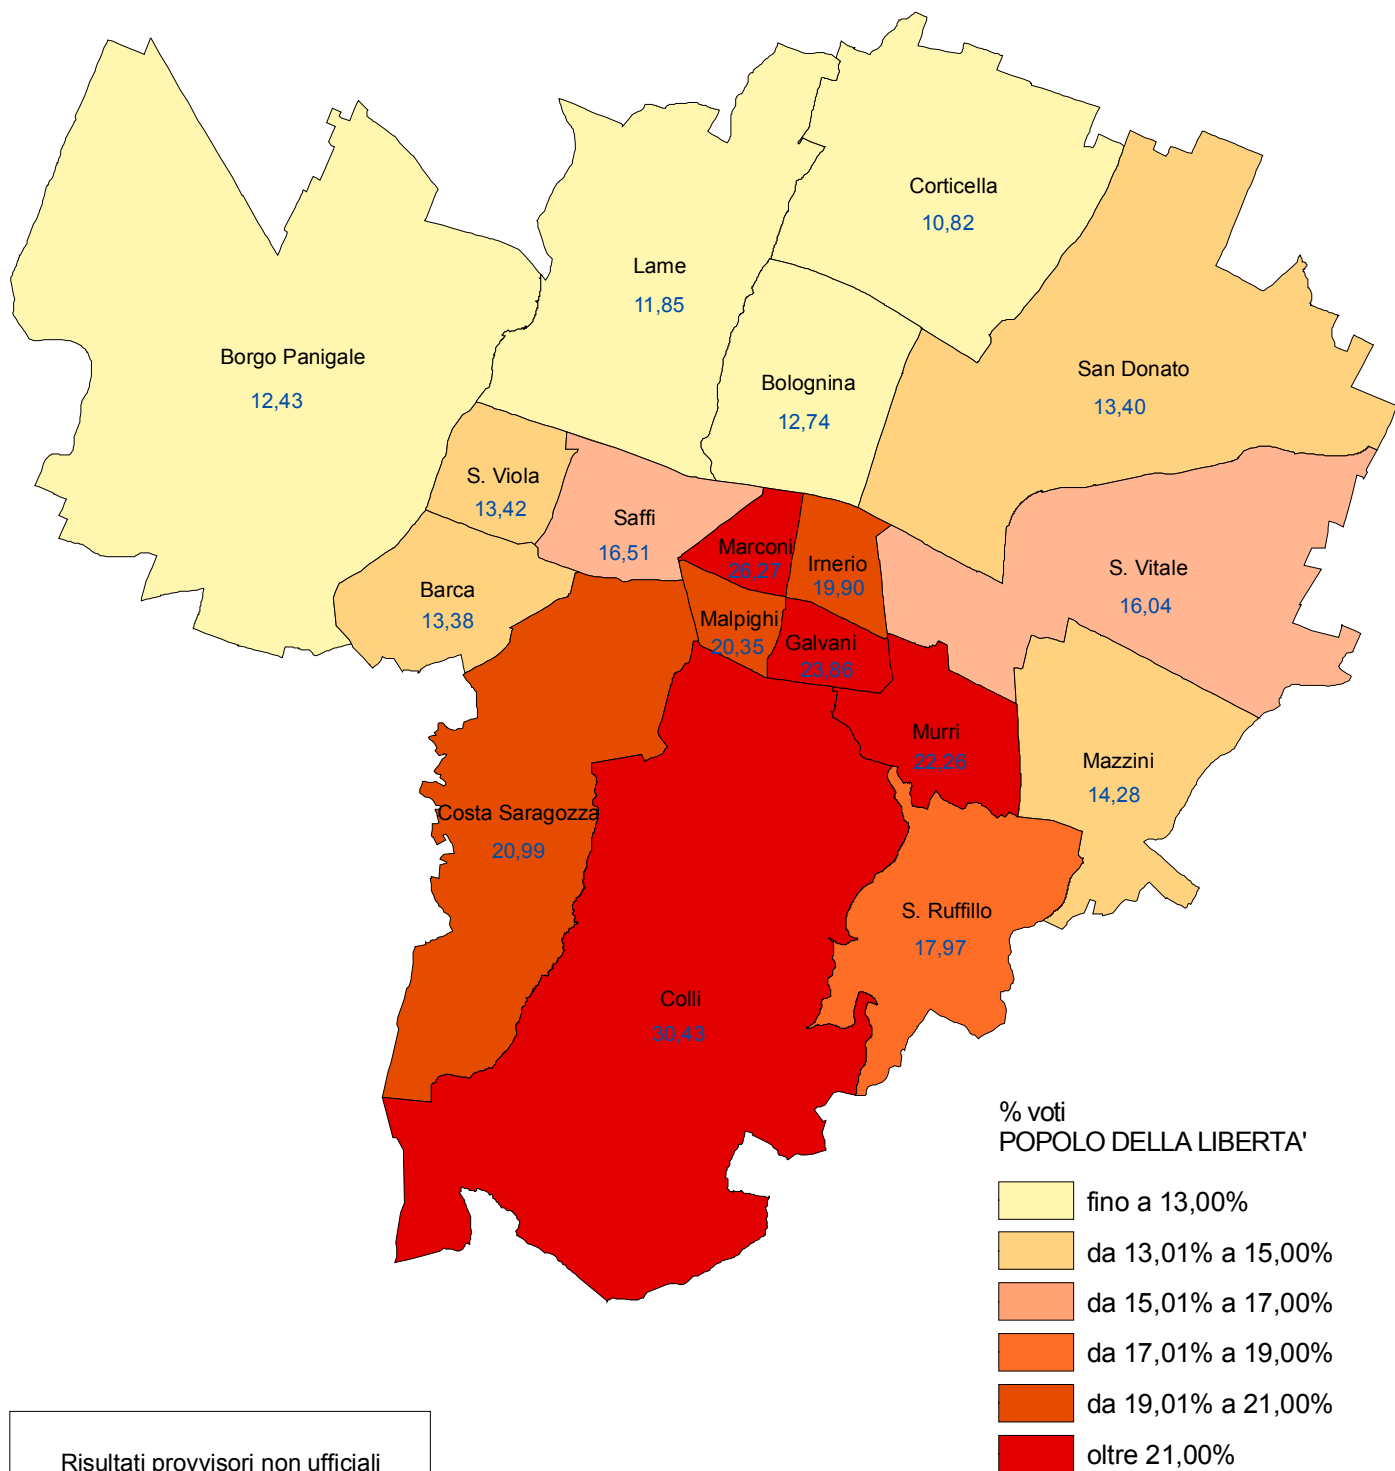 Corticella
10,82
Lame
11,85
Borgo Panigale
12,43
Bolognina
12,74
San Donato
13,40
S. Viola
13,42
Saffi
16,51
Marconi
26,27
Irnerio
19,90
S. Vitale
16,04
Barca
13,38
Malpighi
20,35
Galvani
23,86
Murri
22,26
Mazzini
14,28
Costa Saragozza
20,99
S. Ruffillo
17,97
Colli
30,43
% voti
POPOLO DELLA LIBERTA'
fino a 13,00%
da 13,01% a 15,00%
da 15,01% a 17,00%
da 17,01% a 19,00%
da 19,01% a 21,00%
oltre 21,00%
Risultati provvisori non ufficiali